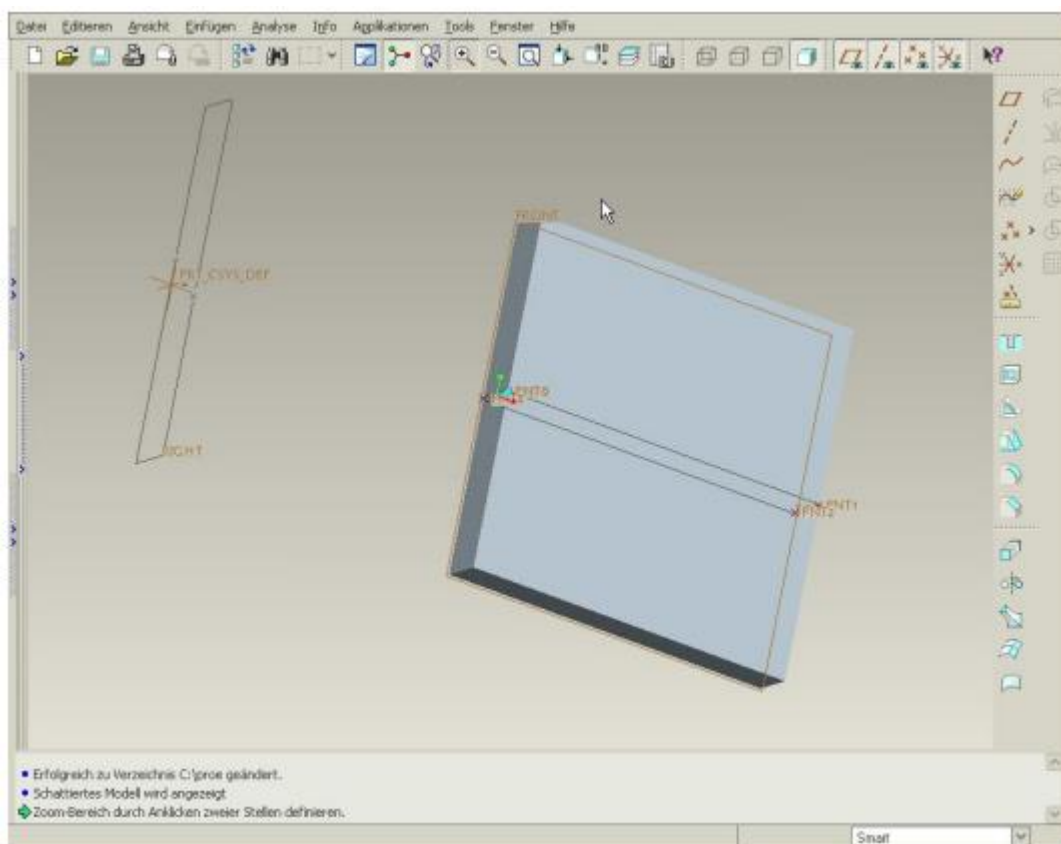 Datei Editieren Ansicht Einfügen Analyse Info Applikationen Tools Fenster Hilfe
FRONT
PRT_CSYS_DEF
PNT0
RIGHT
PNT1
PNT2
Erfolgreich zu Verzeichnis C:\proe geändert.
Schattiertes Modell wird angezeigt
Zoom-Bereich durch Anklicken zweier Stellen definieren.
Smart